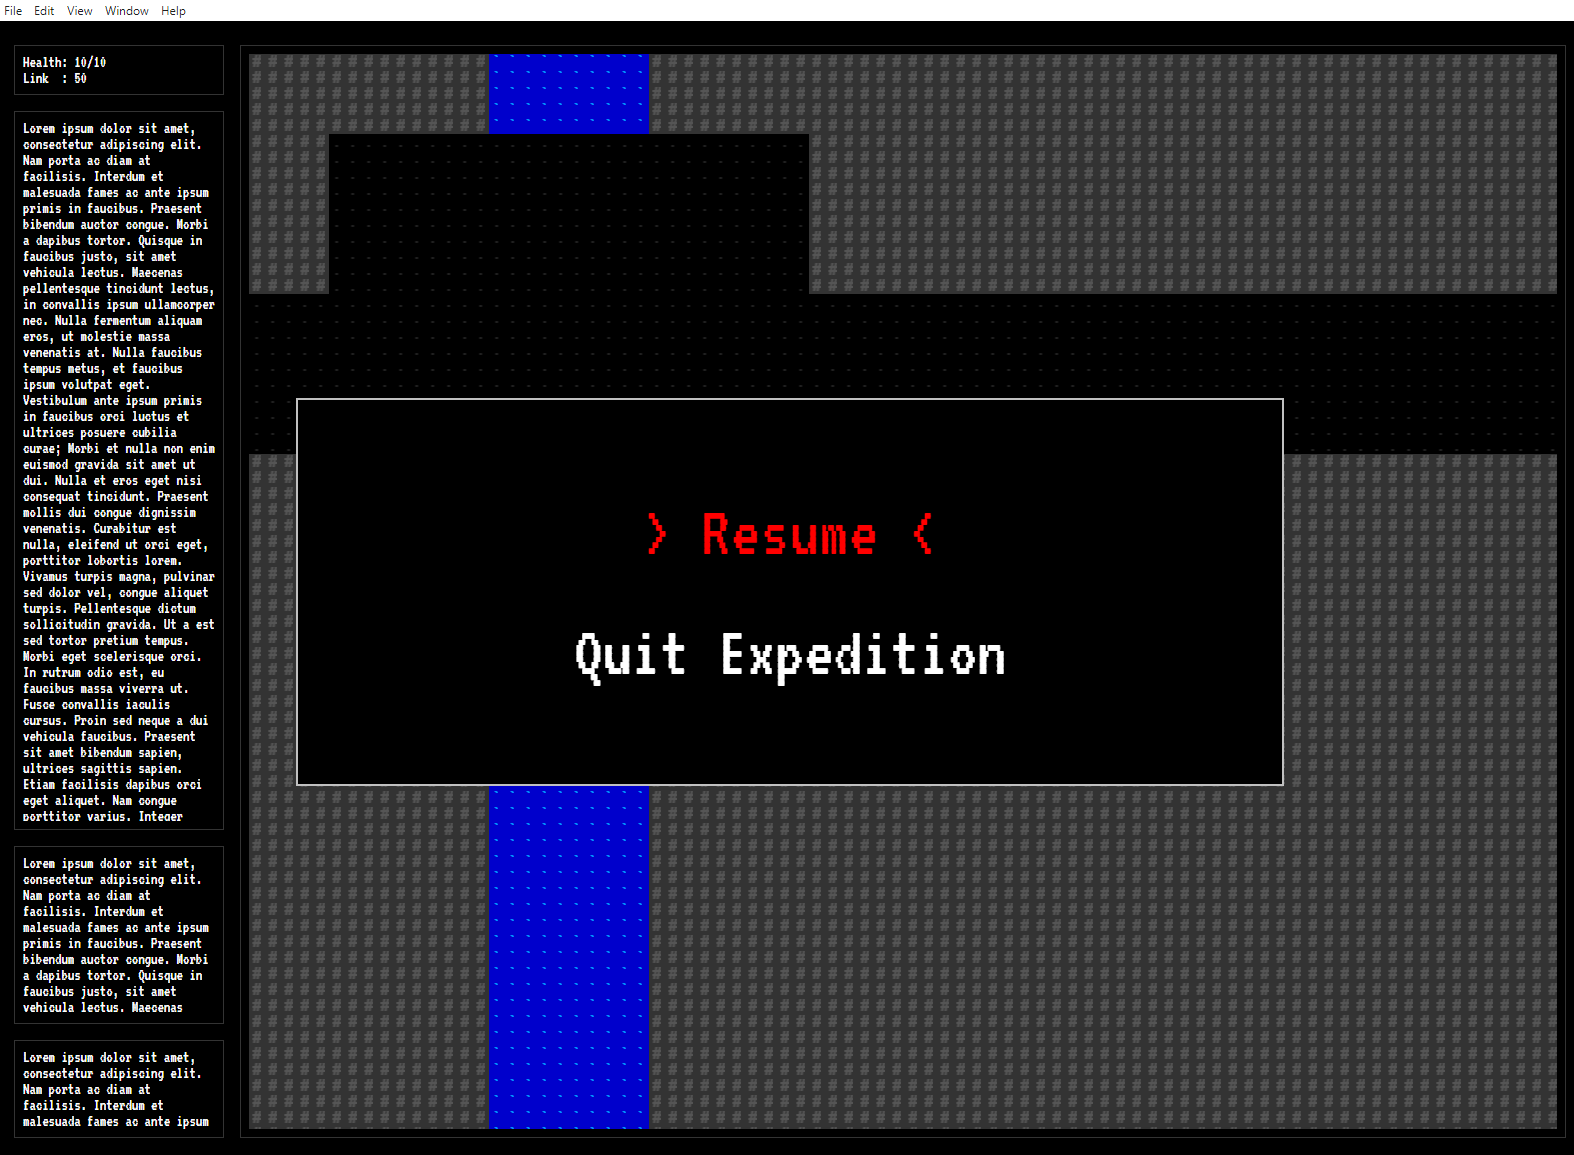 File Edit View Window Help
Health: 10/10
Link : 50
Lorem ipsum dolor sit amet,
consectetur adipiscing elit.
Nam porta ac diam at
facilisis. Interdum et
malesuada fames ac ante ipsum
primis in faucibus. Praesent
bibendum auctor congue. Morbi
a dapibus tortor. Quisque in
faucibus justo, sit amet
vehicula lectus. Maecenas
pellentesque tincidunt lectus,
in convallis ipsum ullamcorper
nec. Nulla fermentum aliquam
eros, ut molestie massa
venenatis at. Nulla faucibus
tempus metus, et faucibus
ipsum volutpat eget.
Vestibulum ante ipsum primis
in faucibus orci luctus et
ultrices posuere cubilia
curae; Morbi et nulla non enim
euismod gravida sit amet ut
dui. Nulla et eros eget nisi
consequat tincidunt. Praesent
mollis dui congue dignissim
venenatis. Curabitur est
nulla, eleifend ut orci eget,
porttitor lobortis lorem.
Vivamus turpis magna, pulvinar
sed dolor vel, congue aliquet
turpis. Pellentesque dictum
sollicitudin gravida. Ut a est
sed tortor pretium tempus.
Morbi eget scelerisque orci.
In rutrum odio est, eu
faucibus massa viverra ut.
Fusce convallis iaculis
cursus. Proin sed neque a dui
vehicula faucibus. Praesent
sit amet bibendum sapien,
ultrices sagittis sapien.
Etiam facilisis dapibus orci
eget aliquet. Nam congue
porttitor varius. Integer
Lorem ipsum dolor sit amet,
consectetur adipiscing elit.
Nam porta ac diam at
facilisis. Interdum et
malesuada fames ac ante ipsum
primis in faucibus. Praesent
bibendum auctor congue. Morbi
a dapibus tortor. Quisque in
faucibus justo, sit amet
vehicula lectus. Maecenas
Lorem ipsum dolor sit amet,
consectetur adipiscing elit.
Nam porta ac diam at
facilisis. Interdum et
malesuada fames ac ante ipsum
> Resume <
Quit Expedition